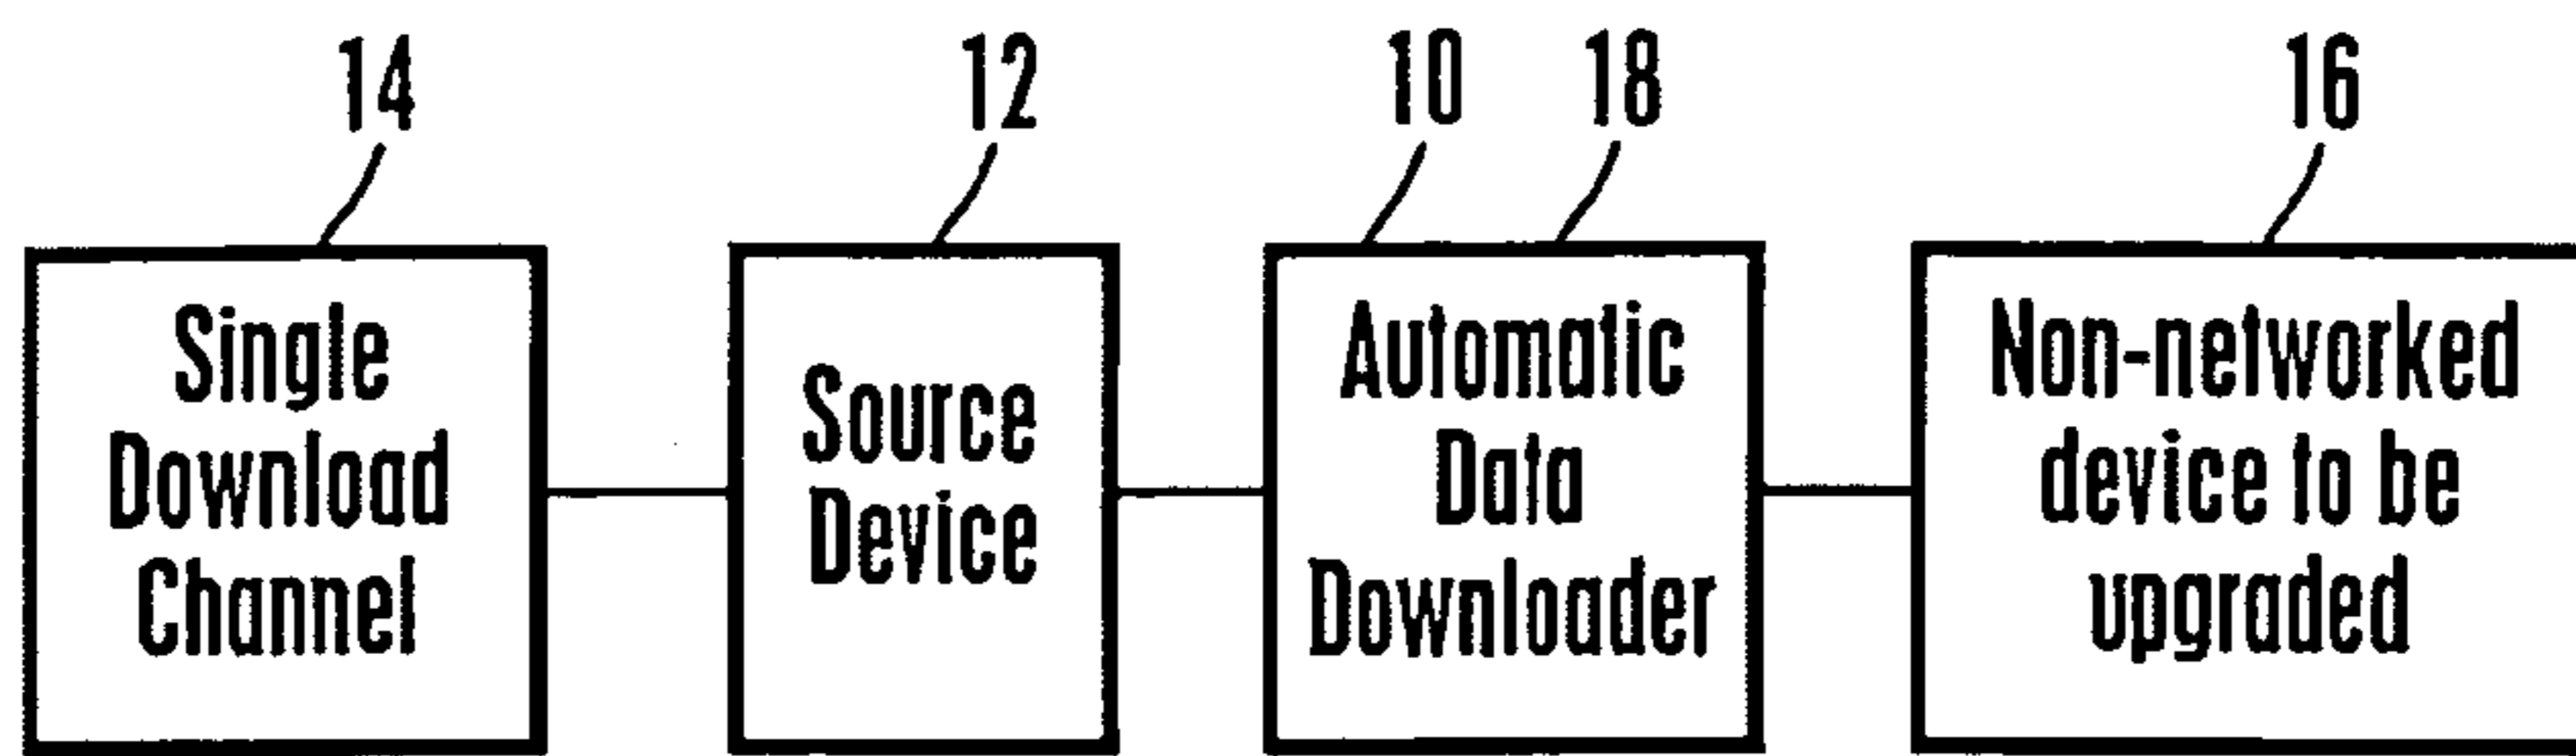 14
12
10
18
16
Single
Download
Channel
Source
Device
Automatic
Data
Downloader
Non-networked
device to be
upgraded